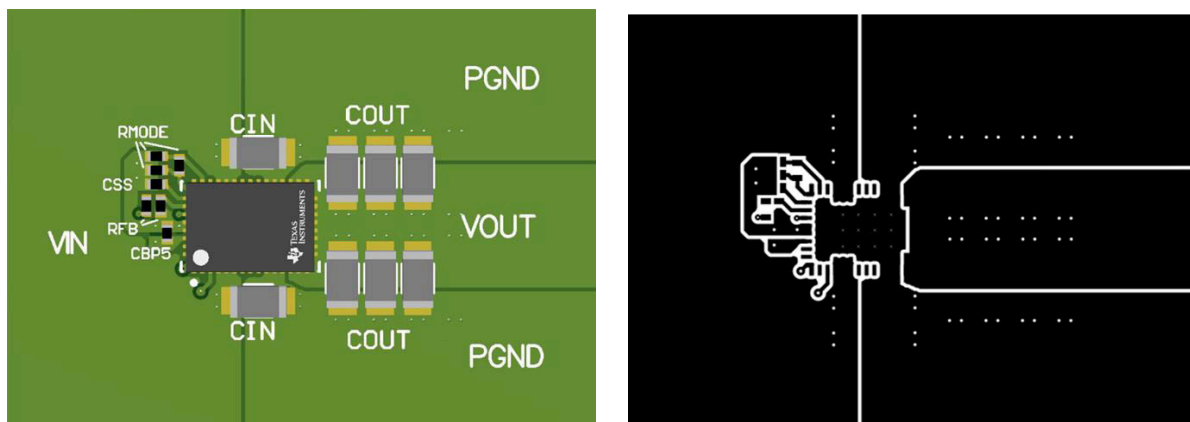 PGND
CIN
COUT
RMODE
CSS
RFB
VIN
CBP5
TEXAS
INSTRUMENTS
VOUT
CIN
COUT
PGND